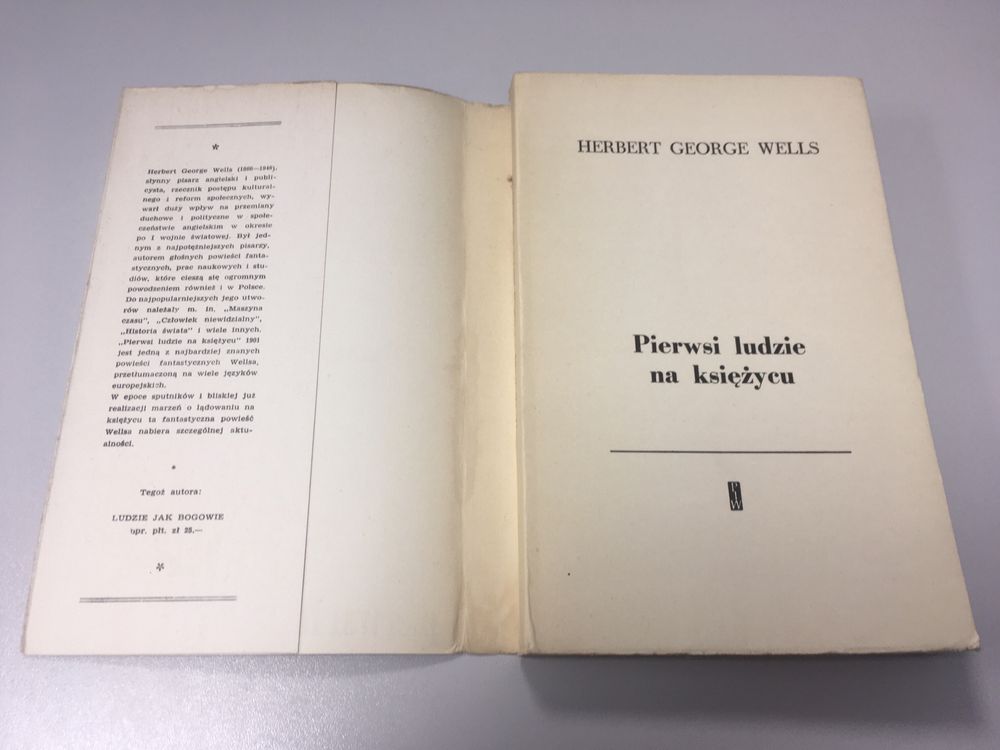 *
Herbert George Wells (1866—1946),
słynny pisarz angielski i publi-
cysta, rzecznik postępu kultural-
nego i reform społecznych, wy-
warł duży wpływ na przemiany
duchowe i polityczne w społe-
czeństwie angielskim w okresie
po I wojnie światowej. Był jed-
nym z najpotężniejszych pisarzy,
autorem głośnych powieści fanta-
stycznych, prac naukowych i stu-
diów, które cieszą się ogromnym
powodzeniem również i w Polsce.
Do najpopularniejszych jego utwo-
rów należały m. in. „Maszyna
czasu", „Człowiek niewidzialny",
„Historia świata" i wiele innych.
„Pierwsi ludzie na księżycu" 1901
jest jedną z najbardziej znanych
powieści fantastycznych Wellsa,
przetłumaczoną na wiele języków
europejskich.
W epoce sputników i bliskiej już
realizacji marzeń o lądowaniu na
księżycu ta fantastyczna powieść
Wellsa nabiera szczególnej aktu-
alności.
*
Tegoż autora:
LUDZIE JAK BOGOWIE
opr. płt. zł 25.—
*
HERBERT GEORGE WELLS
Pierwsi ludzie
na księżycu
PIW